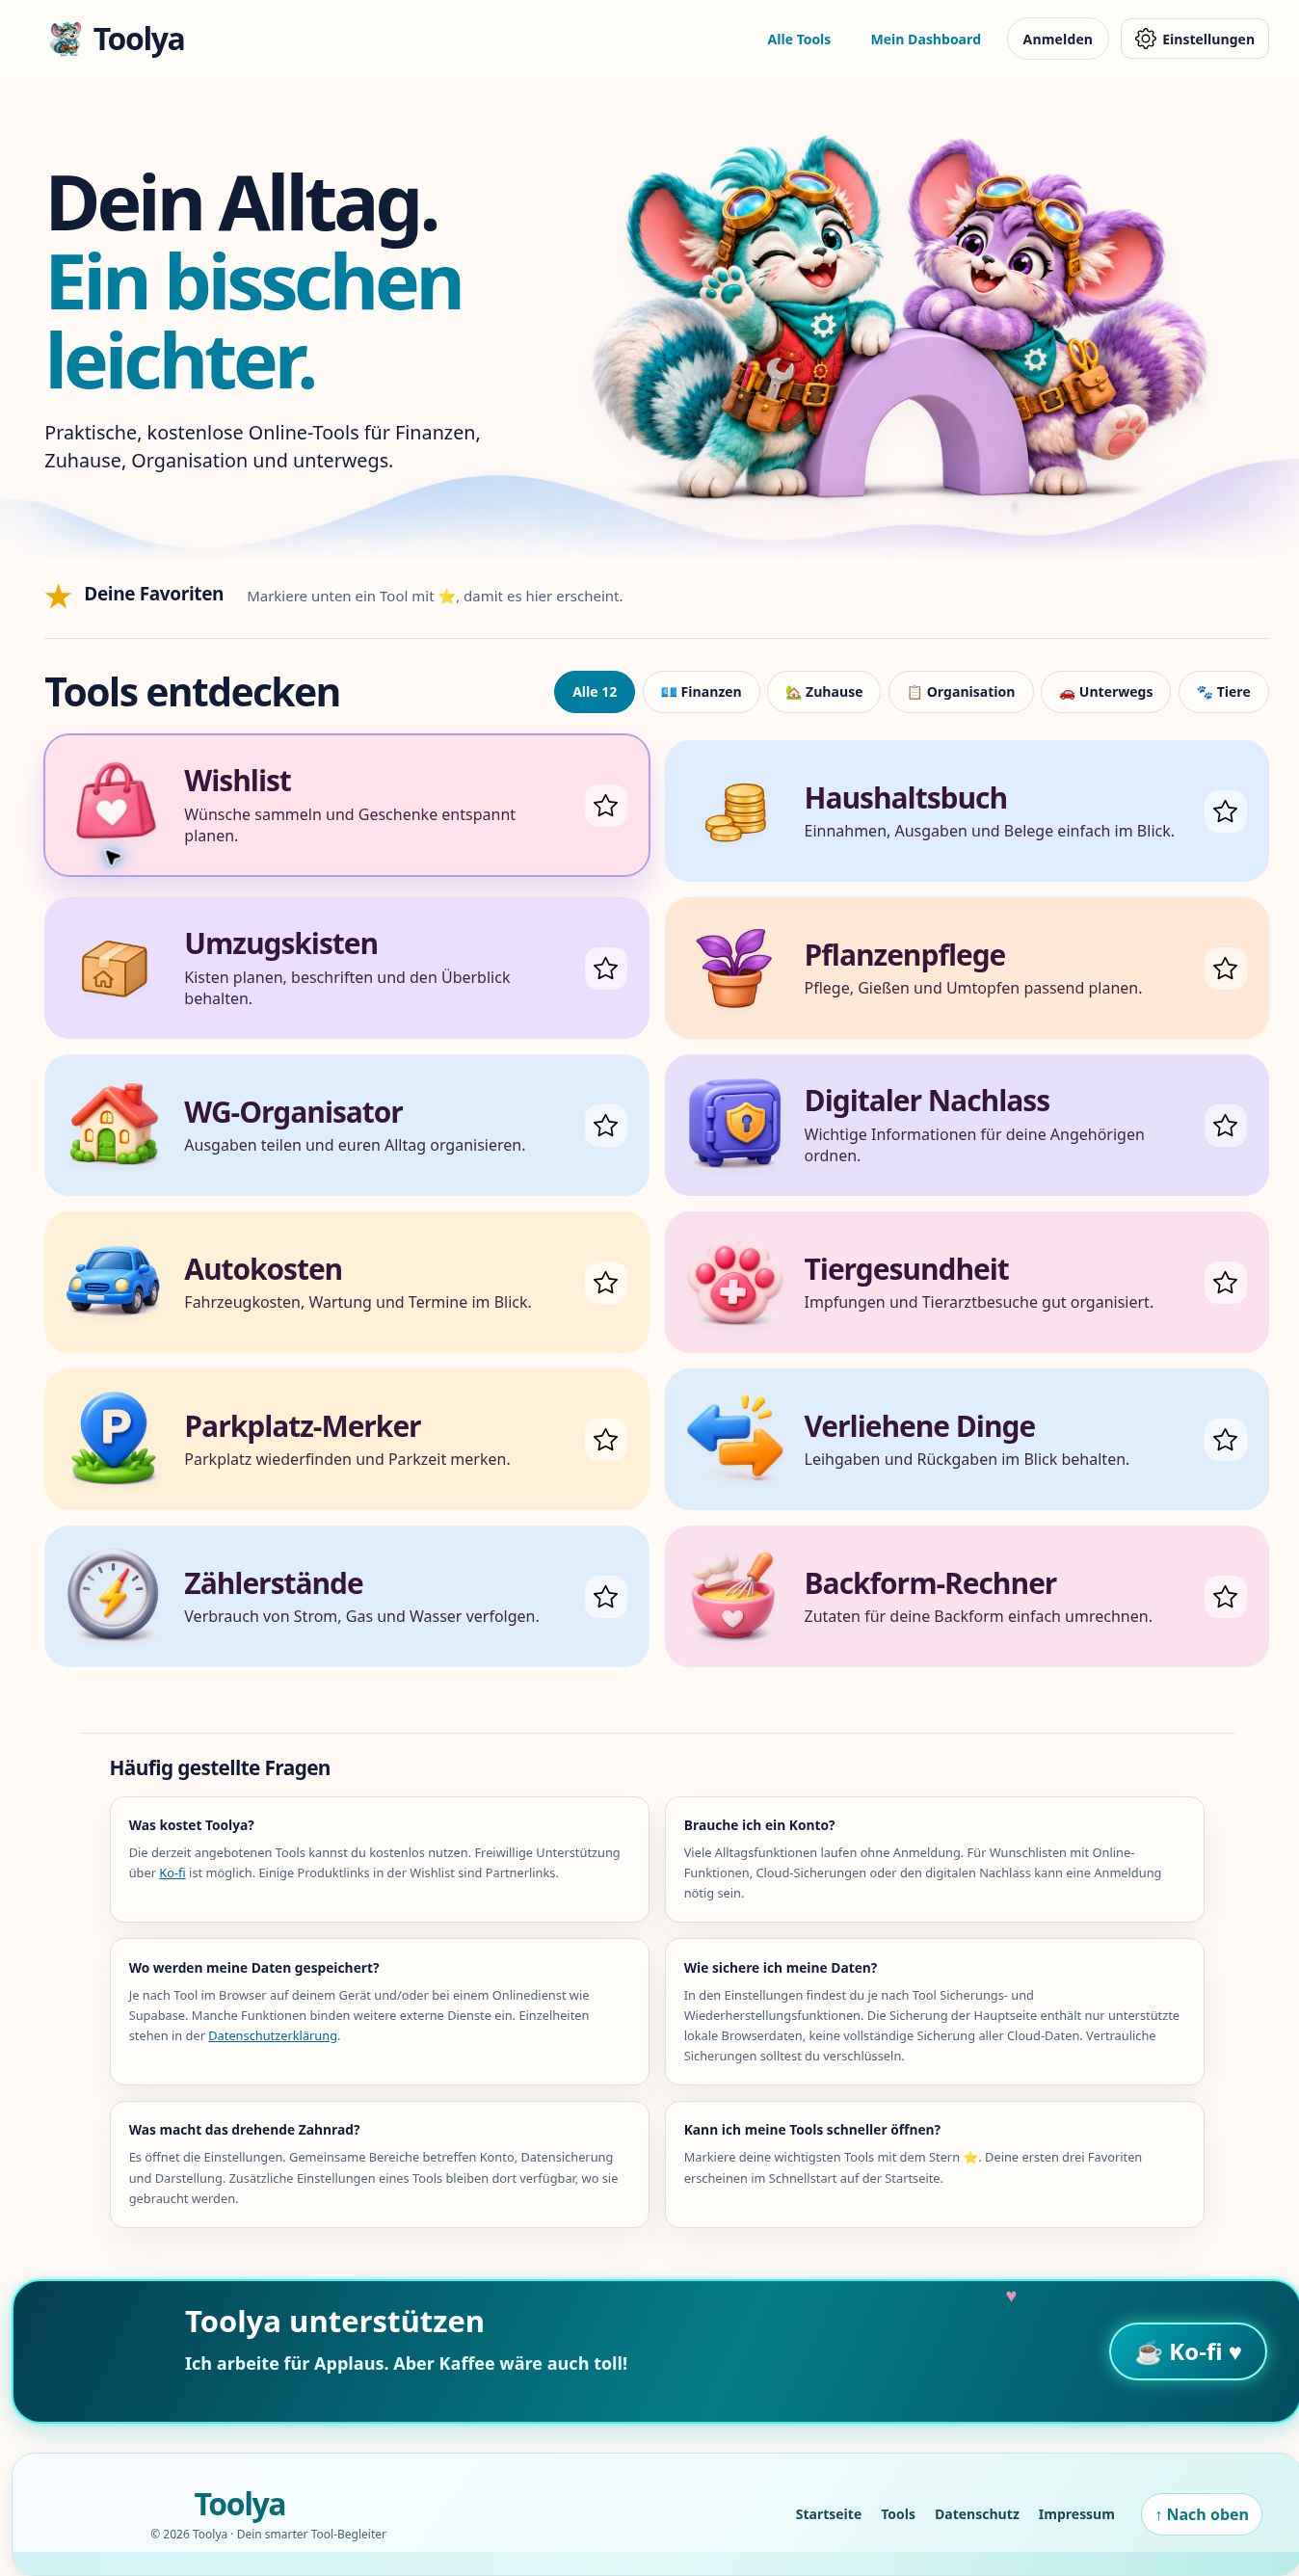 Toolya
Alle Tools
Mein Dashboard
Anmelden
Einstellungen
Dein Alltag.
Ein bisschen
leichter.
Praktische, kostenlose Online-Tools für Finanzen,
Zuhause, Organisation und unterwegs.
Deine Favoriten
Markiere unten ein Tool mit ⭐, damit es hier erscheint.
Tools entdecken
Alle 12
Finanzen
Zuhause
Organisation
Unterwegs
Tiere
Wishlist
Wünsche sammeln und Geschenke entspannt
planen.
Haushaltsbuch
Einnahmen, Ausgaben und Belege einfach im Blick.
Umzugskisten
Kisten planen, beschriften und den Überblick
behalten.
Pflanzenpflege
Pflege, Gießen und Umtopfen passend planen.
WG-Organisator
Ausgaben teilen und euren Alltag organisieren.
Digitaler Nachlass
Wichtige Informationen für deine Angehörigen
ordnen.
Autokosten
Fahrzeugkosten, Wartung und Termine im Blick.
Tiergesundheit
Impfungen und Tierarztbesuche gut organisiert.
P
Parkplatz-Merker
Parkplatz wiederfinden und Parkzeit merken.
Verliehene Dinge
Leihgaben und Rückgaben im Blick behalten.
Zählerstände
Verbrauch von Strom, Gas und Wasser verfolgen.
Backform-Rechner
Zutaten für deine Backform einfach umrechnen.
Häufig gestellte Fragen
Was kostet Toolya?
Die derzeit angebotenen Tools kannst du kostenlos nutzen. Freiwillige Unterstützung
über Ko-fi ist möglich. Einige Produktlinks in der Wishlist sind Partnerlinks.
Brauche ich ein Konto?
Viele Alltagsfunktionen laufen ohne Anmeldung. Für Wunschlisten mit Online-
Funktionen, Cloud-Sicherungen oder den digitalen Nachlass kann eine Anmeldung
nötig sein.
Wo werden meine Daten gespeichert?
Je nach Tool im Browser auf deinem Gerät und/oder bei einem Onlinedienst wie
Supabase. Manche Funktionen binden weitere externe Dienste ein. Einzelheiten
stehen in der Datenschutzerklärung.
Wie sichere ich meine Daten?
In den Einstellungen findest du je nach Tool Sicherungs- und
Wiederherstellungsfunktionen. Die Sicherung der Hauptseite enthält nur unterstützte
lokale Browserdaten, keine vollständige Sicherung aller Cloud-Daten. Vertrauliche
Sicherungen solltest du verschlüsseln.
Was macht das drehende Zahnrad?
Es öffnet die Einstellungen. Gemeinsame Bereiche betreffen Konto, Datensicherung
und Darstellung. Zusätzliche Einstellungen eines Tools bleiben dort verfügbar, wo sie
gebraucht werden.
Kann ich meine Tools schneller öffnen?
Markiere deine wichtigsten Tools mit dem Stern ⭐. Deine ersten drei Favoriten
erscheinen im Schnellstart auf der Startseite.
Toolya unterstützen
Ich arbeite für Applaus. Aber Kaffee wäre auch toll!
☕ Ko-fi ♥
Toolya
© 2026 Toolya · Dein smarter Tool-Begleiter
Startseite
Tools
Datenschutz
Impressum
↑ Nach oben